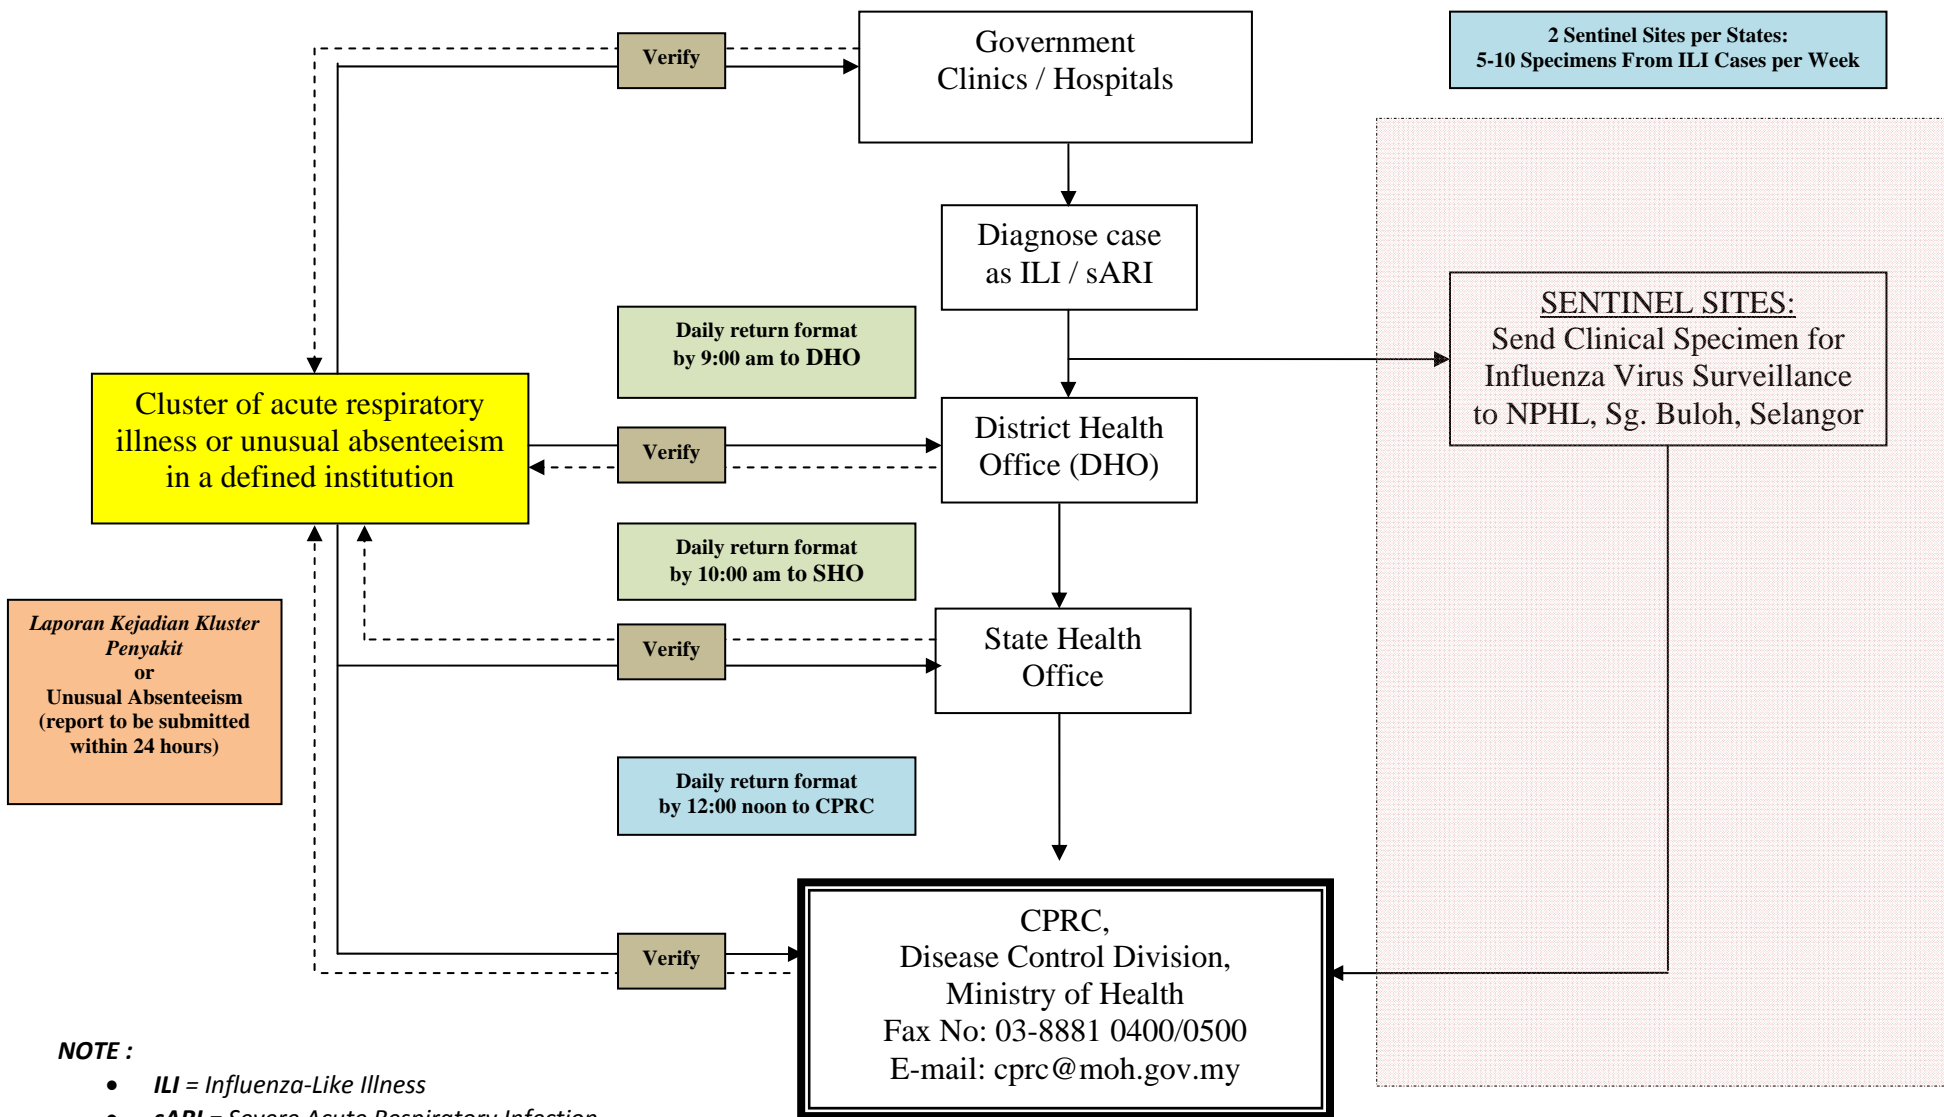 Verify
Government
Clinics / Hospitals
2 Sentinel Sites per States:
5-10 Specimens From ILI Cases per Week
Diagnose case
as ILI / sARI
SENTINEL SITES:
Send Clinical Specimen for
Influenza Virus Surveillance
to NPHL, Sg. Buloh, Selangor
Daily return format
by 9:00 am to DHO
Cluster of acute respiratory
illness or unusual absenteeism
in a defined institution
Verify
District Health
Office (DHO)
Daily return format
by 10:00 am to SHO
Laporan Kejadian Kluster
Penyakit
or
Unusual Absenteeism
(report to be submitted
within 24 hours)
Verify
State Health
Office
Daily return format
by 12:00 noon to CPRC
Verify
CPRC,
Disease Control Division,
Ministry of Health
Fax No: 03-8881 0400/0500
E-mail: cprc@moh.gov.my
NOTE :
• ILI = Influenza-Like Illness
• sARI = Severe Acute Respiratory Infection